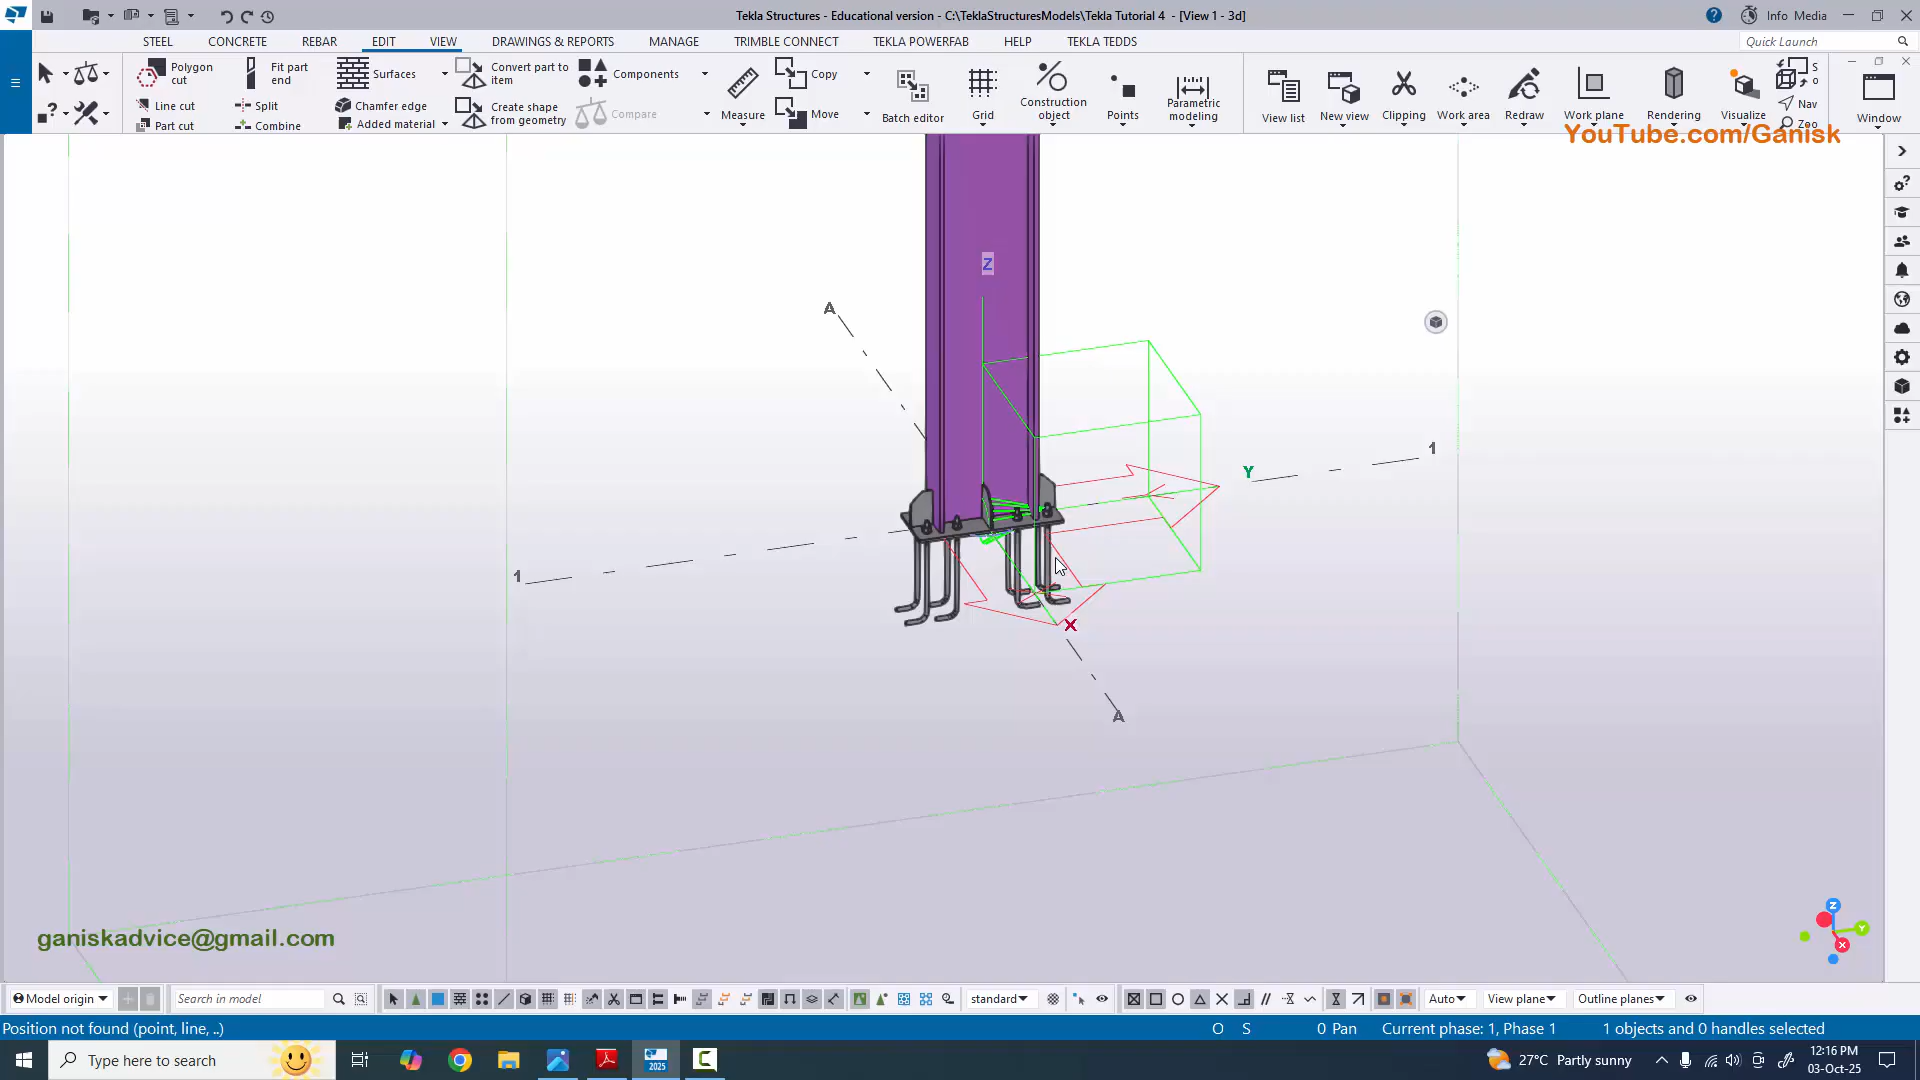 Tekla Structures - Educational version - C:\TeklaStructuresModels\Tekla Tutorial 4 - [View 1 - 3d]
Info Media
STEEL CONCRETE REBAR EDIT VIEW DRAWINGS & REPORTS MANAGE TRIMBLE CONNECT TEKLA POWERFAB HELP TEKLA TEDDS
Quick Launch
Polygon cut
Line cut
Part cut
Fit part end
Split
Combine
Surfaces
Chamfer edge
Added material
Convert part to item
Create shape from geometry
Components
Compare
Measure
Copy
Move
Batch editor
Grid
Construction object
Points
Parametric modeling
View list
New view
Clipping
Work area
Redraw
Work plane
Rendering
Visualize
S
o
Nav
Zoo
Window
YouTube.com/Ganisk
Z
A
1
Y
1
X
A
Z
Y
X
ganiskadvice@gmail.com
Model origin
Search in model
standard
Auto
View plane
Outline planes
Position not found (point, line, ..)
O S 0 Pan Current phase: 1, Phase 1 1 objects and 0 handles selected
Type here to search
2025
27°C Partly sunny
12:16 PM
03-Oct-25